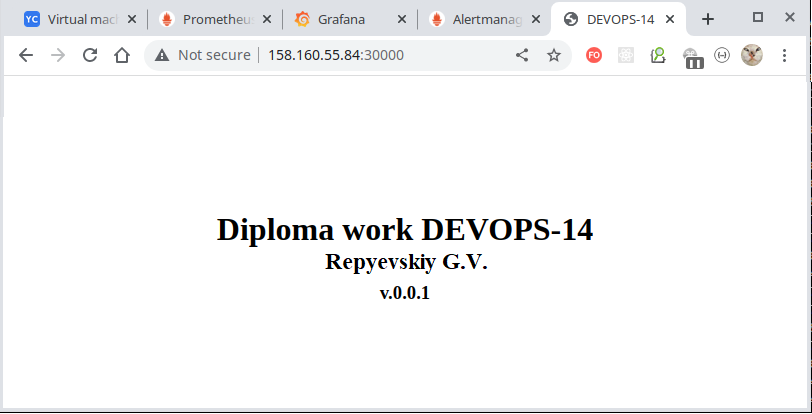 YC Virtual mac
Prometheus
Grafana
Alertmanag
DEVOPS-14
Not secure 158.160.55.84:30000
FO
Diploma work DEVOPS-14
Repyevskiy G.V.
v.0.0.1